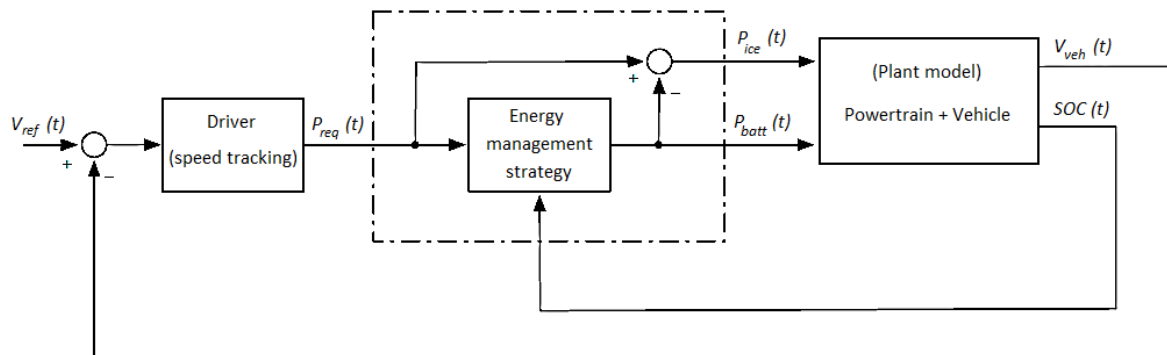 V_ref (t)
+
−
Driver
(speed tracking)
P_req (t)
Energy
management
strategy
+
−
P_ice (t)
P_batt (t)
(Plant model)
Powertrain + Vehicle
V_veh (t)
SOC (t)